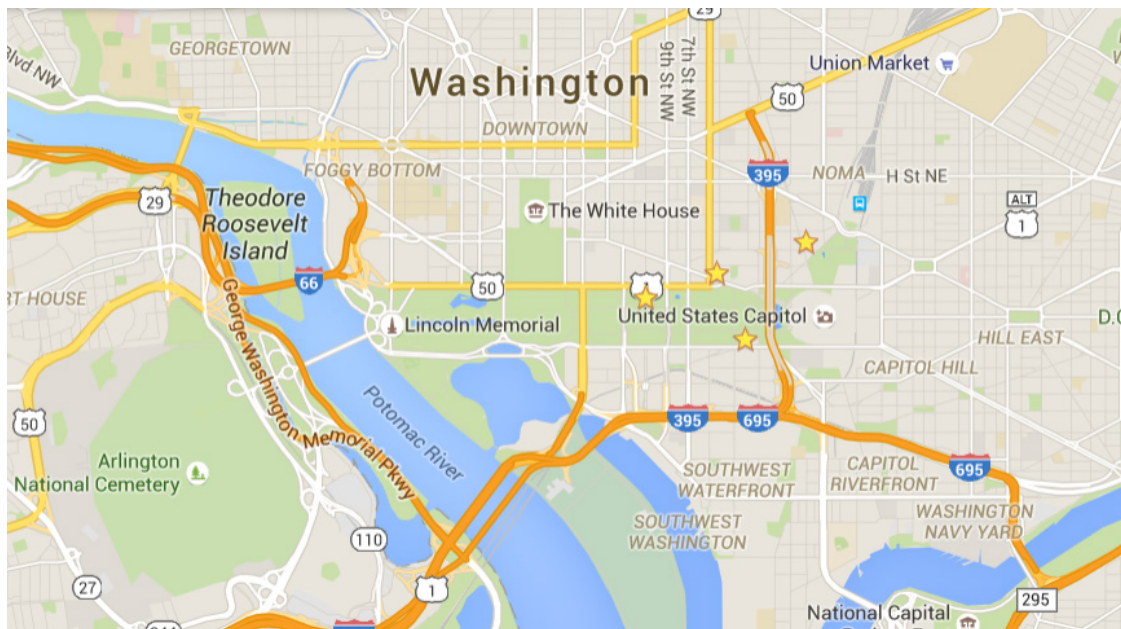 29
GEORGETOWN
Blvd NW
Washington
7th St NW
9th St NW
Union Market
50
DOWNTOWN
FOGGY BOTTOM
395
NOMA
H St NE
29
Theodore
Roosevelt
Island
The White House
ALT
1
66
50
George Washington Memorial Pkwy
RT HOUSE
United States Capitol
Lincoln Memorial
D.C
HILL EAST
CAPITOL HILL
Potomac River
50
395
695
Arlington
National Cemetery
SOUTHWEST
WATERFRONT
CAPITOL
RIVERFRONT
695
WASHINGTON
NAVY YARD
SOUTHWEST
WASHINGTON
110
27
1
295
National Capital